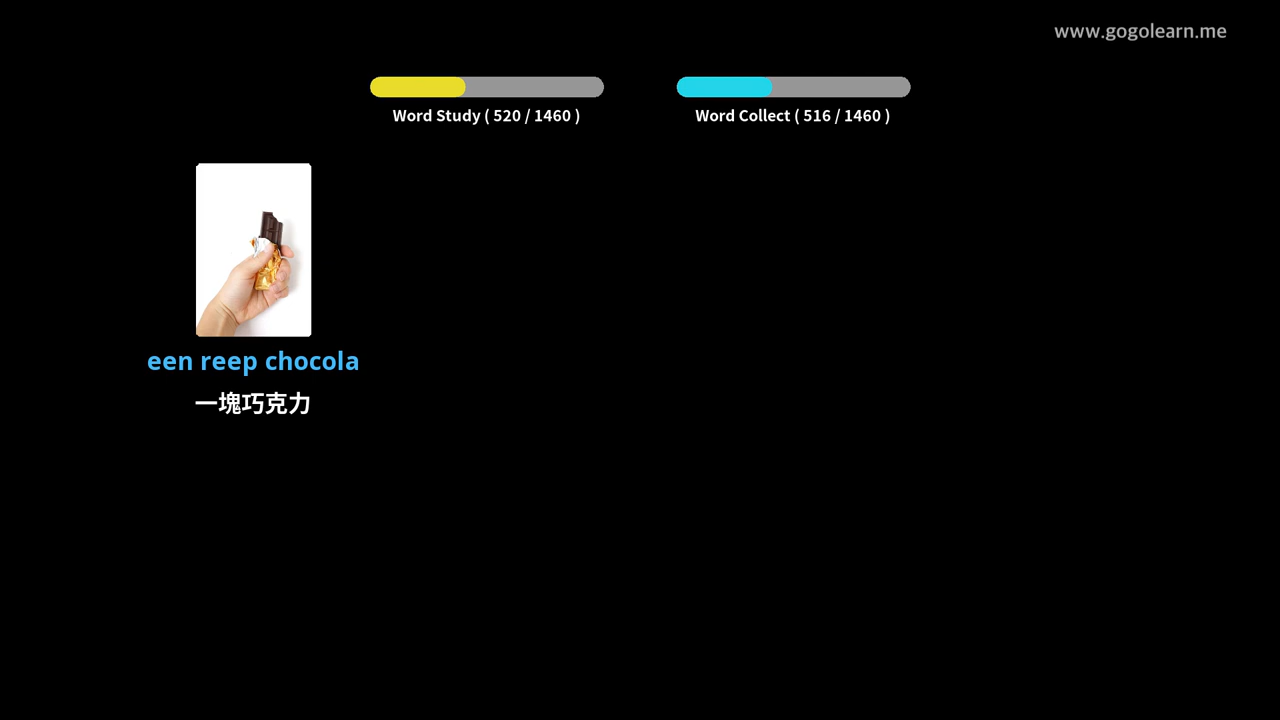 www.gogolearn.me
Word Study ( 520 / 1460 )
Word Collect ( 516 / 1460 )
een reep chocola
一塊巧克力